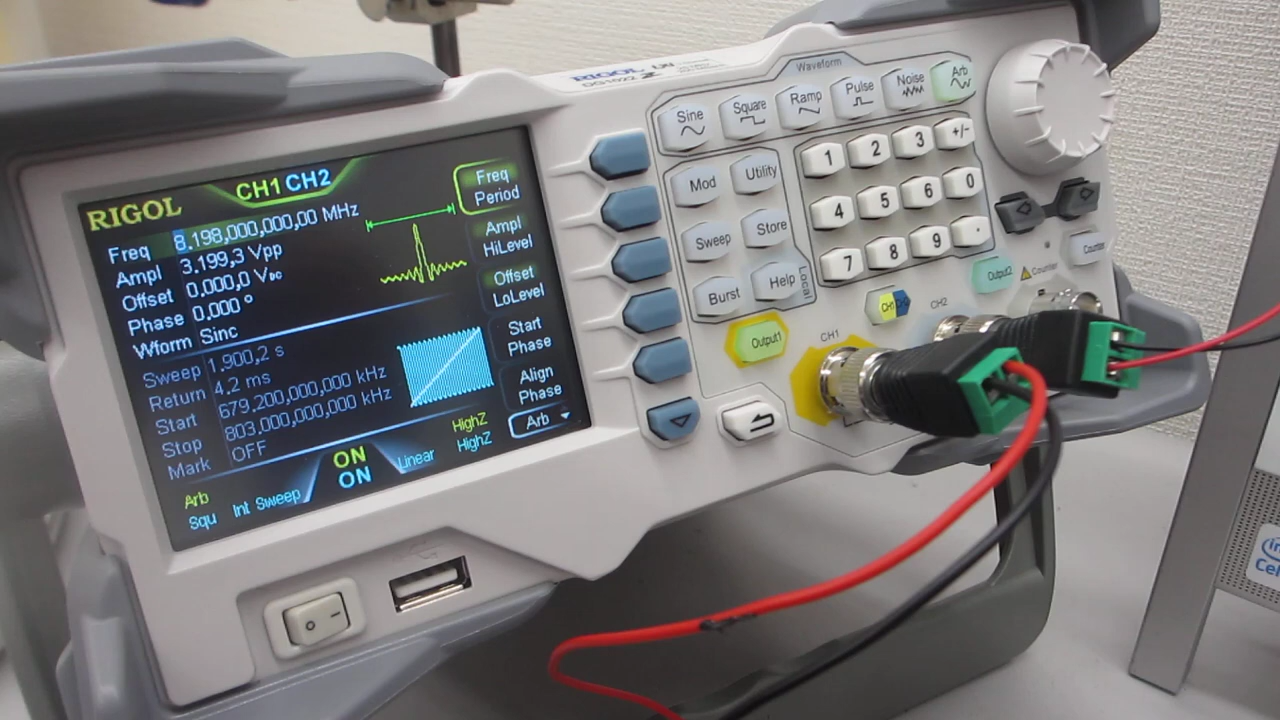 RIGOL
DG1022 Z
Waveform
Sine
Square
Ramp
Pulse
Noise
Arb
Mod
Utility
Sweep
Store
Burst
Help
Local
1
2
3
+/-
4
5
6
0
7
8
9
.
Output1
CH1
CH2
Output2
Counter
Counter
CH1 CH2
RIGOL
Freq 8.198,000,000,00 MHz
Ampl 3.199,3 Vpp
Offset 0.000,0 VDC
Phase 0.000 °
Wform Sinc
Sweep 1.900,2 s
Return 4.2 ms
Start 679.200,000,000 kHz
Stop 803.000,000,000 kHz
Mark OFF
Arb
Squ
Int Sweep
ON
ON
Linear
HighZ
HighZ
Freq
Period
Ampl
HiLevel
Offset
LoLevel
Start
Phase
Align
Phase
Arb